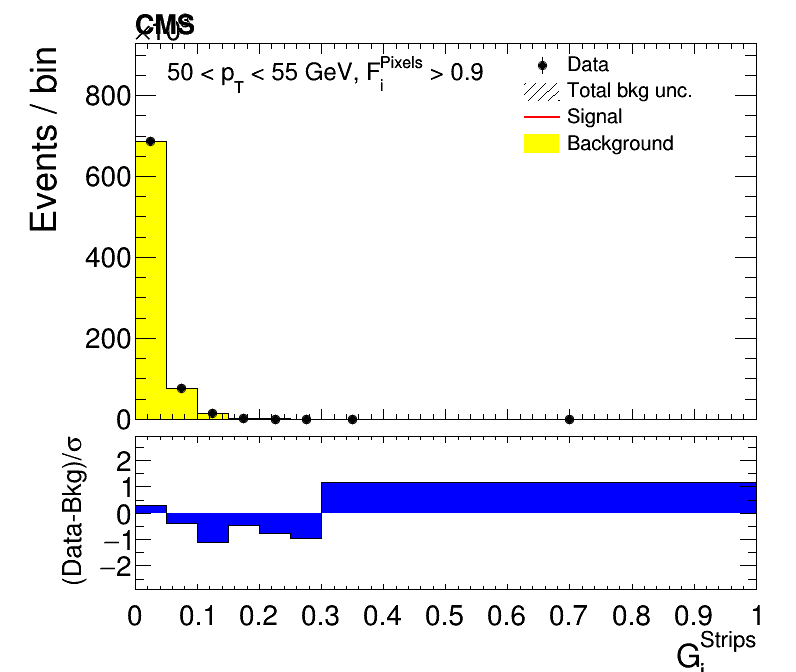 CMS
×10³
50 < p_T < 55 GeV, F_i^Pixels > 0.9
Data
Total bkg unc.
Signal
Background
Events / bin
800
600
400
200
0
(Data-Bkg)/σ
2
1
0
−1
−2
0 0.1 0.2 0.3 0.4 0.5 0.6 0.7 0.8 0.9 1
G_i^Strips